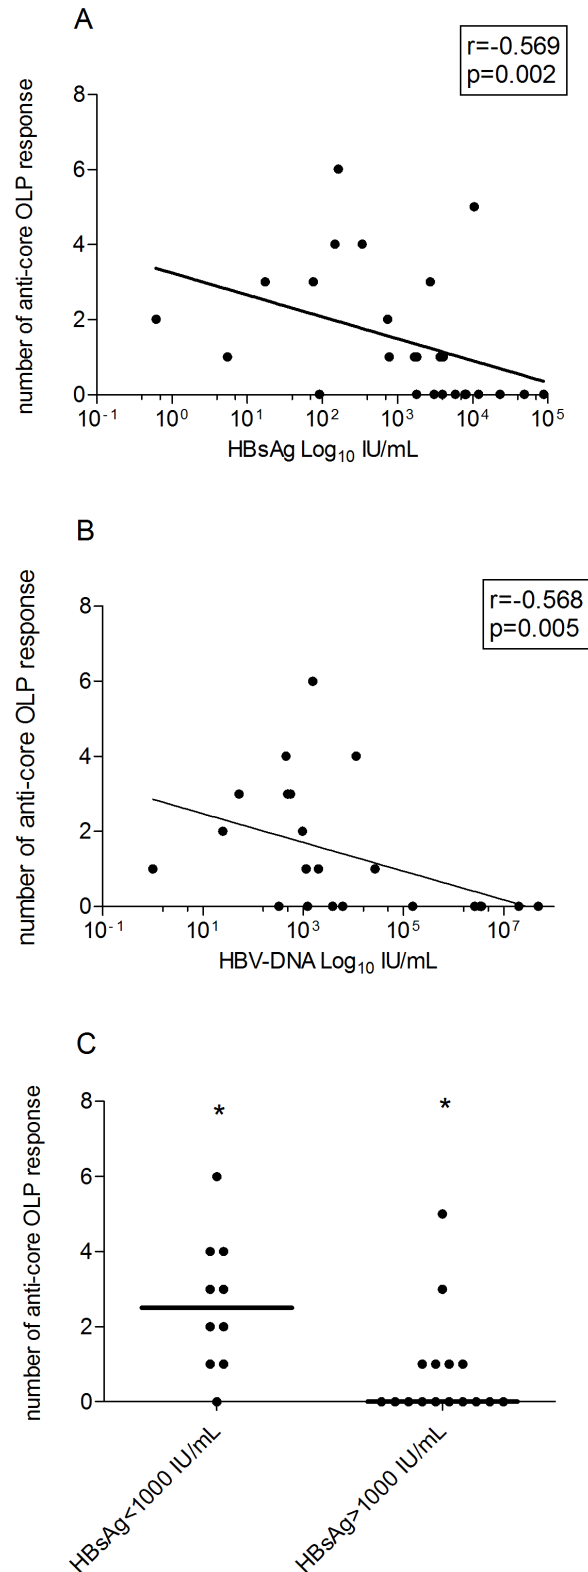 A
r=-0.569
p=0.002
number of anti-core OLP response
8
6
4
2
0
10-1 100 101 102 103 104 105
HBsAg Log10 IU/mL
B
r=-0.568
p=0.005
number of anti-core OLP response
8
6
4
2
0
10-1 101 103 105 107
HBV-DNA Log10 IU/mL
C
number of anti-core OLP response
8
6
4
2
0
* *
HBsAg<1000 IU/mL
HBsAg>1000 IU/mL